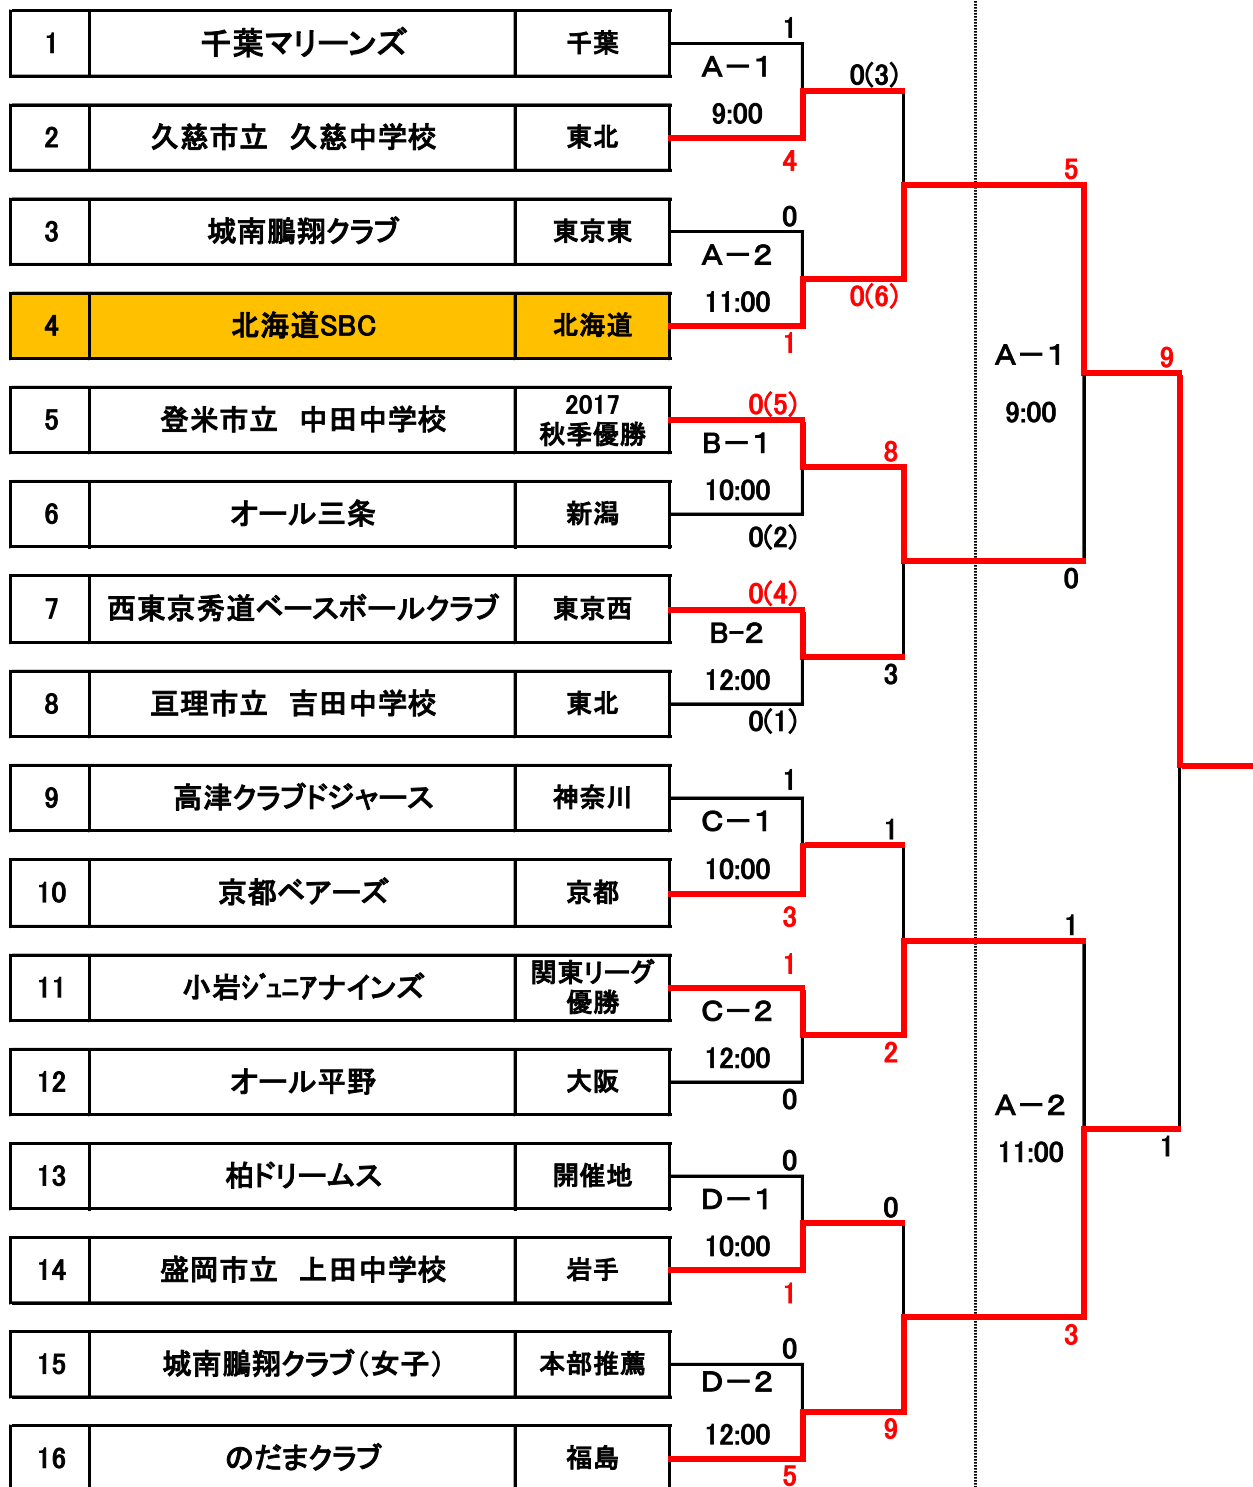 1 千葉マリーンズ 千葉
2 久慈市立　久慈中学校 東北
3 城南鵬翔クラブ 東京東
4 北海道SBC 北海道
5 登米市立　中田中学校 2017
秋季優勝
6 オール三条 新潟
7 西東京秀道ベースボールクラブ 東京西
8 亘理市立　吉田中学校 東北
9 高津クラブドジャース 神奈川
10 京都ベアーズ 京都
11 小岩ｼﾞｭﾆｱナインズ 関東リーグ
優勝
12 オール平野 大阪
13 柏ドリームス 開催地
14 盛岡市立　上田中学校 岩手
15 城南鵬翔クラブ（女子） 本部推薦
16 のだまクラブ 福島
1
A－1
9:00
4
0
A－2
11:00
1
0(5)
B－1
10:00
0(2)
0(4)
B-2
12:00
0(1)
1
C－1
10:00
3
1
C－2
12:00
0
0
D－1
10:00
1
0
D－2
12:00
5
0(3)
0(6)
8
3
1
2
0
9
5
A－1
9:00
0
1
A－2
11:00
3
9
1